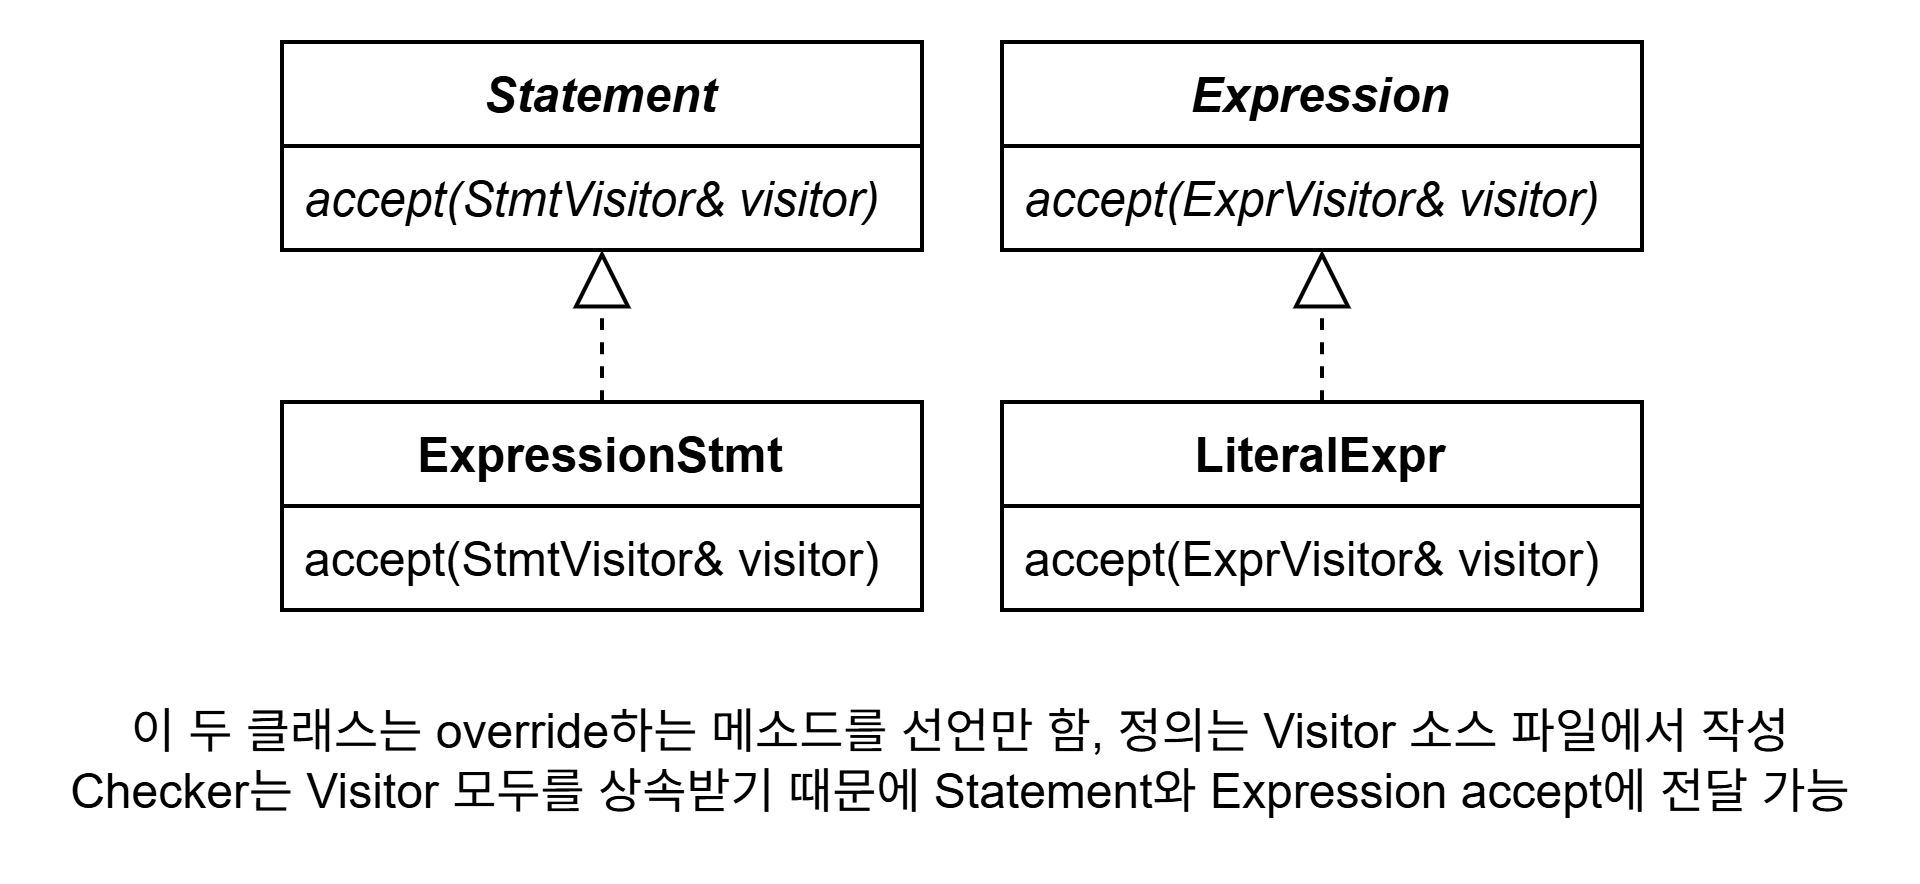 Statement
accept(StmtVisitor& visitor)
Expression
accept(ExprVisitor& visitor)
ExpressionStmt
accept(StmtVisitor& visitor)
LiteralExpr
accept(ExprVisitor& visitor)
이 두 클래스는 override하는 메소드를 선언만 함, 정의는 Visitor 소스 파일에서 작성
Checker는 Visitor 모두를 상속받기 때문에 Statement와 Expression accept에 전달 가능